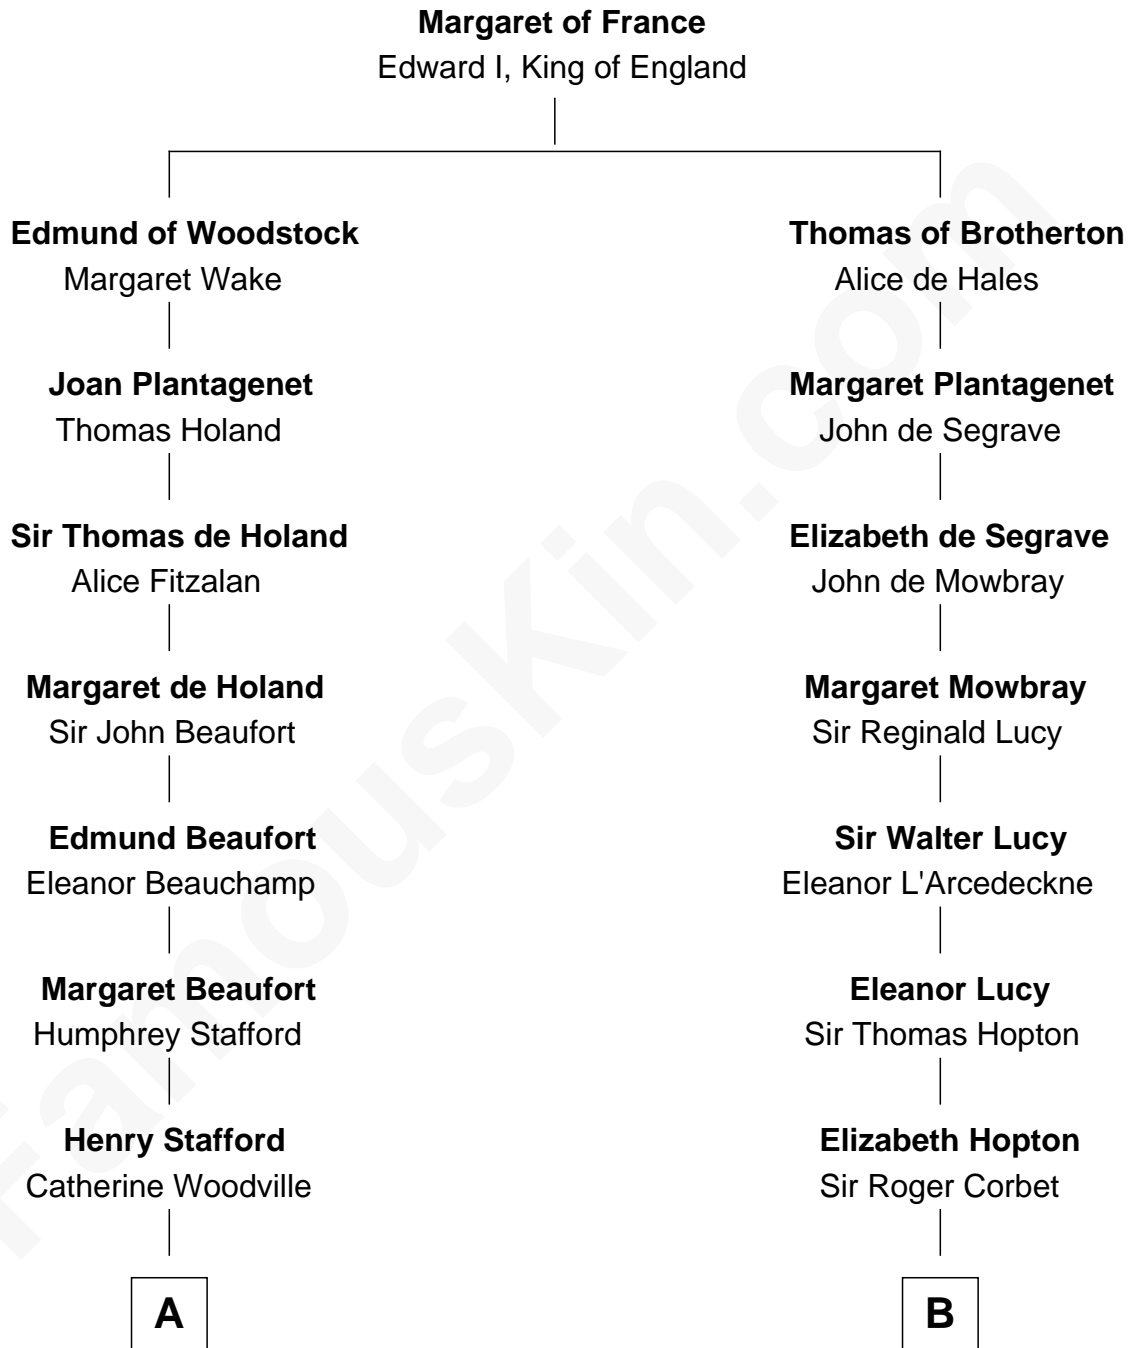 Margaret of France
Edward I, King of England
Edmund of Woodstock
Margaret Wake
Thomas of Brotherton
Alice de Hales
Joan Plantagenet
Thomas Holand
Margaret Plantagenet
John de Segrave
Sir Thomas de Holand
Alice Fitzalan
Elizabeth de Segrave
John de Mowbray
Margaret de Holand
Sir John Beaufort
Margaret Mowbray
Sir Reginald Lucy
Edmund Beaufort
Eleanor Beauchamp
Sir Walter Lucy
Eleanor L'Arcedeckne
Margaret Beaufort
Humphrey Stafford
Eleanor Lucy
Sir Thomas Hopton
Henry Stafford
Catherine Woodville
Elizabeth Hopton
Sir Roger Corbet
A
B
FamousKin.com